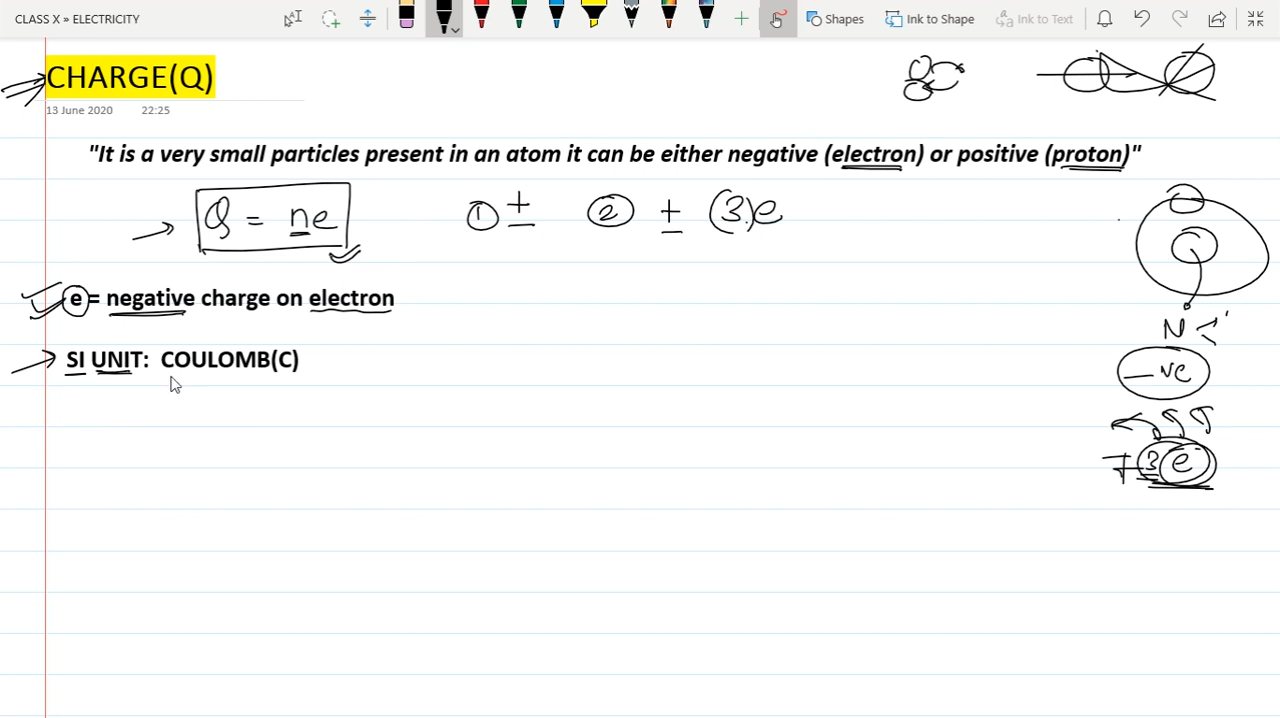 CLASS X » ELECTRICITY
Shapes
Ink to Shape
Ink to Text
CHARGE(Q)
13 June 2020 22:25
"It is a very small particles present in an atom it can be either negative (electron) or positive (proton)"
Q = ne ① ± ② ± (3.)e
e = negative charge on electron
N
SI UNIT: COULOMB(C)
—ve
3 e